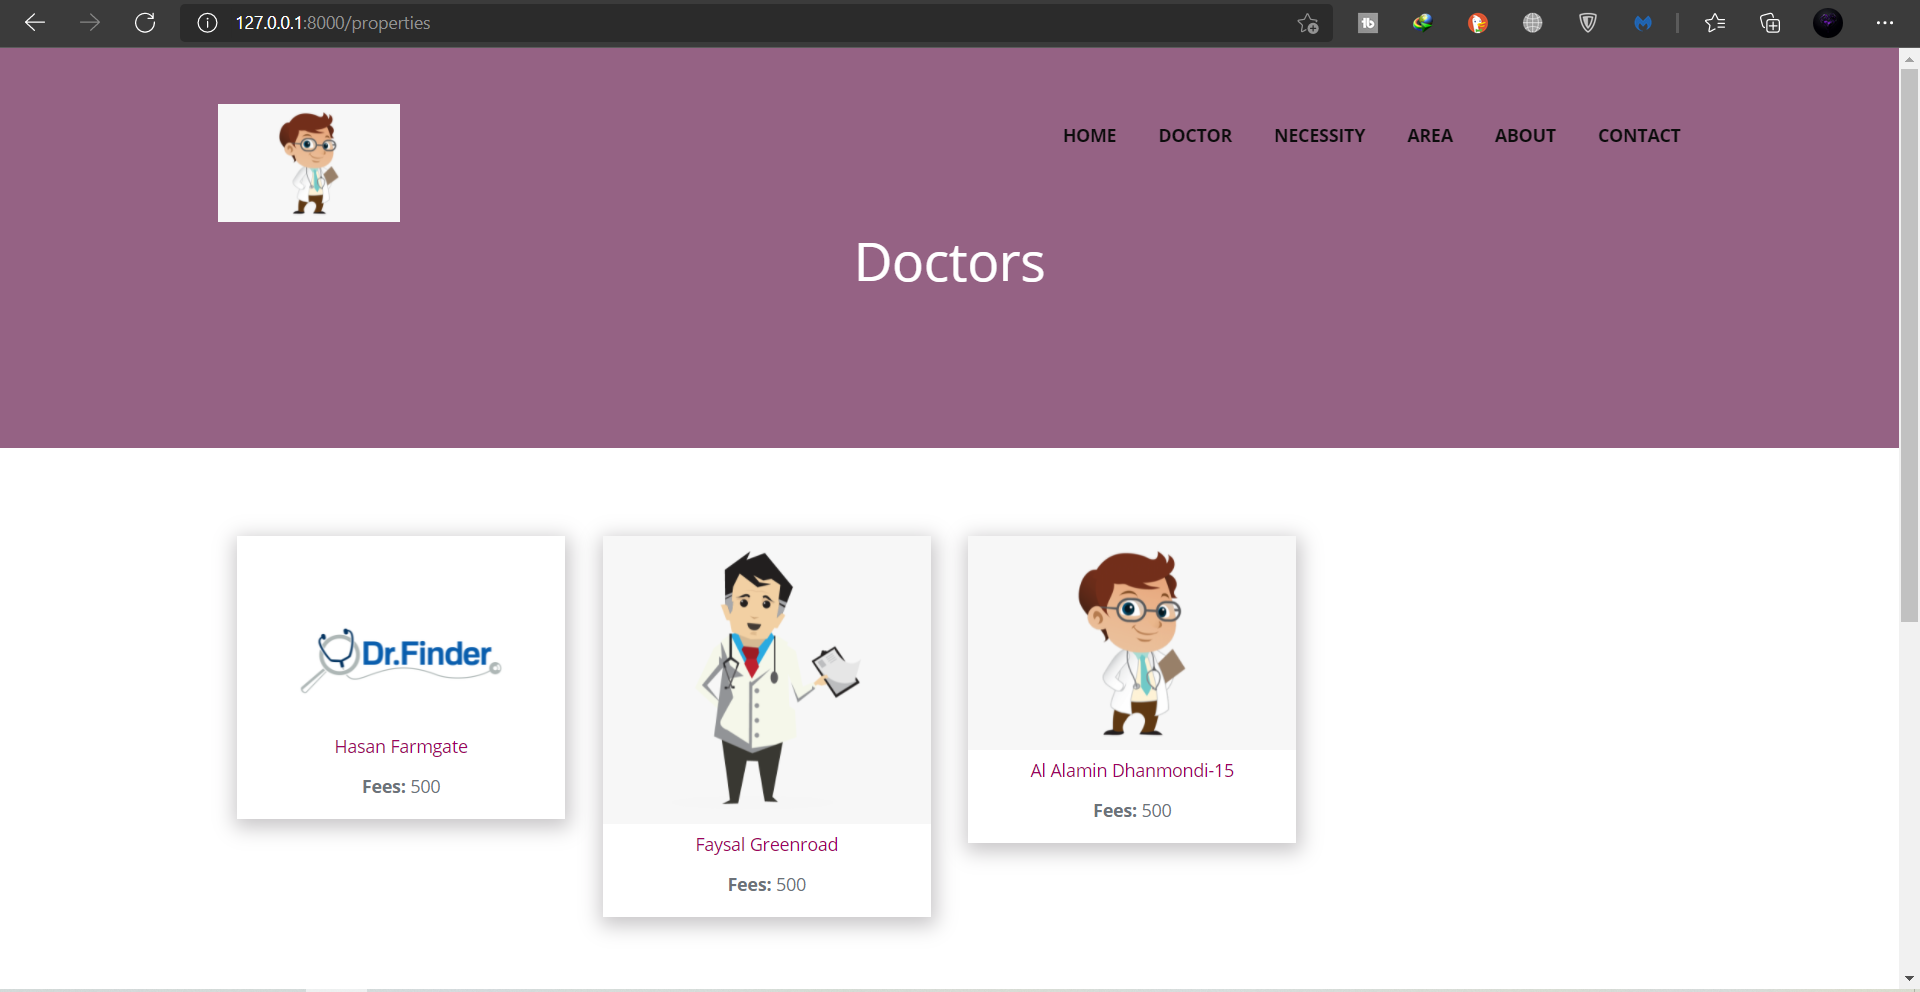 127.0.0.1:8000/properties
1b
HOME DOCTOR NECESSITY AREA ABOUT CONTACT
Doctors
Dr.Finder
Hasan Farmgate
Fees: 500
Faysal Greenroad
Fees: 500
Al Alamin Dhanmondi-15
Fees: 500